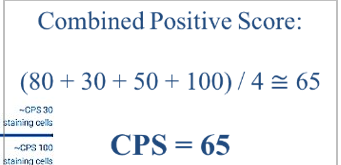 Combined Positive Score:
(80 + 30 + 50 + 100) / 4 ≅ 65
~CPS 30
staining cells
~CPS 100
staining cells
CPS = 65